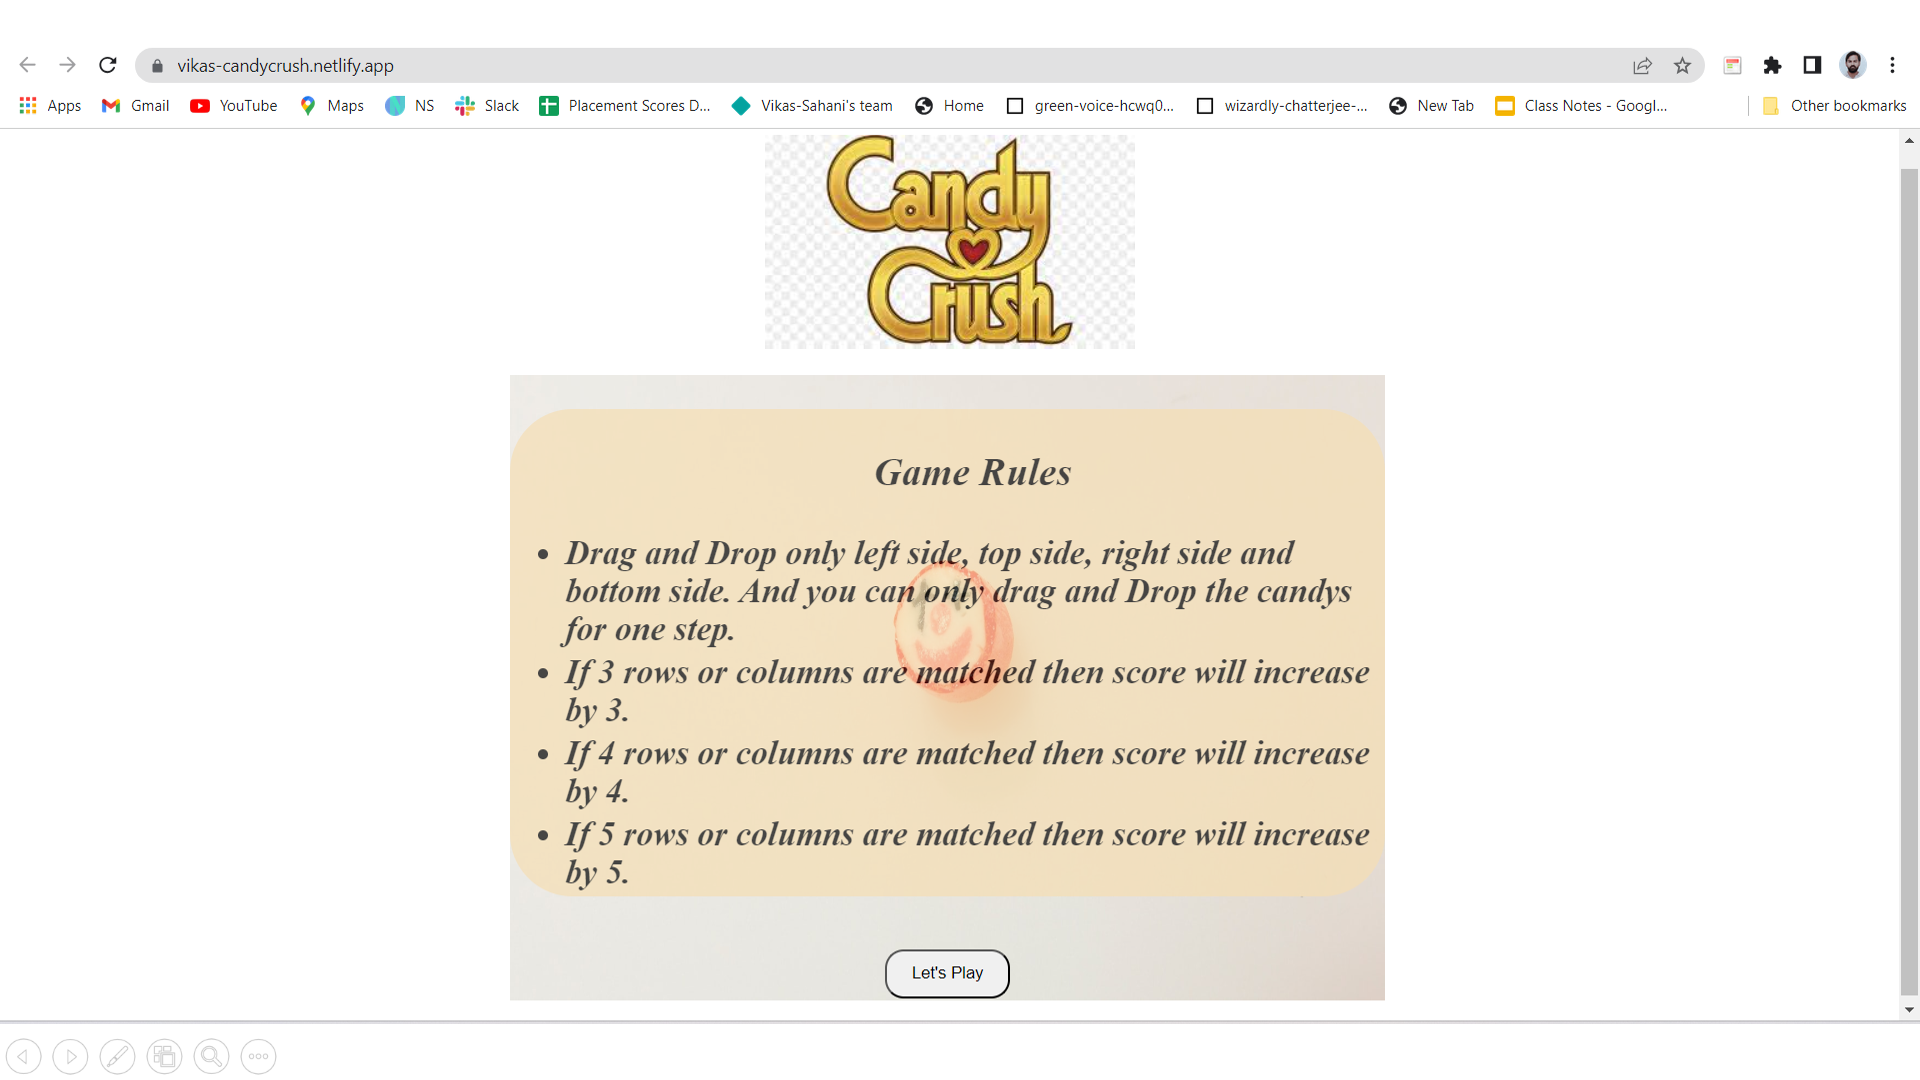 vikas-candycrush.netlify.app
Apps Gmail YouTube Maps NS Slack Placement Scores D... Vikas-Sahani's team Home green-voice-hcwq0... wizardly-chatterjee-... New Tab Class Notes - Googl... Other bookmarks
Candy
Crush
Game Rules
Drag and Drop only left side, top side, right side and
bottom side. And you can only drag and Drop the candys
for one step.
If 3 rows or columns are matched then score will increase
by 3.
If 4 rows or columns are matched then score will increase
by 4.
If 5 rows or columns are matched then score will increase
by 5.
Let's Play